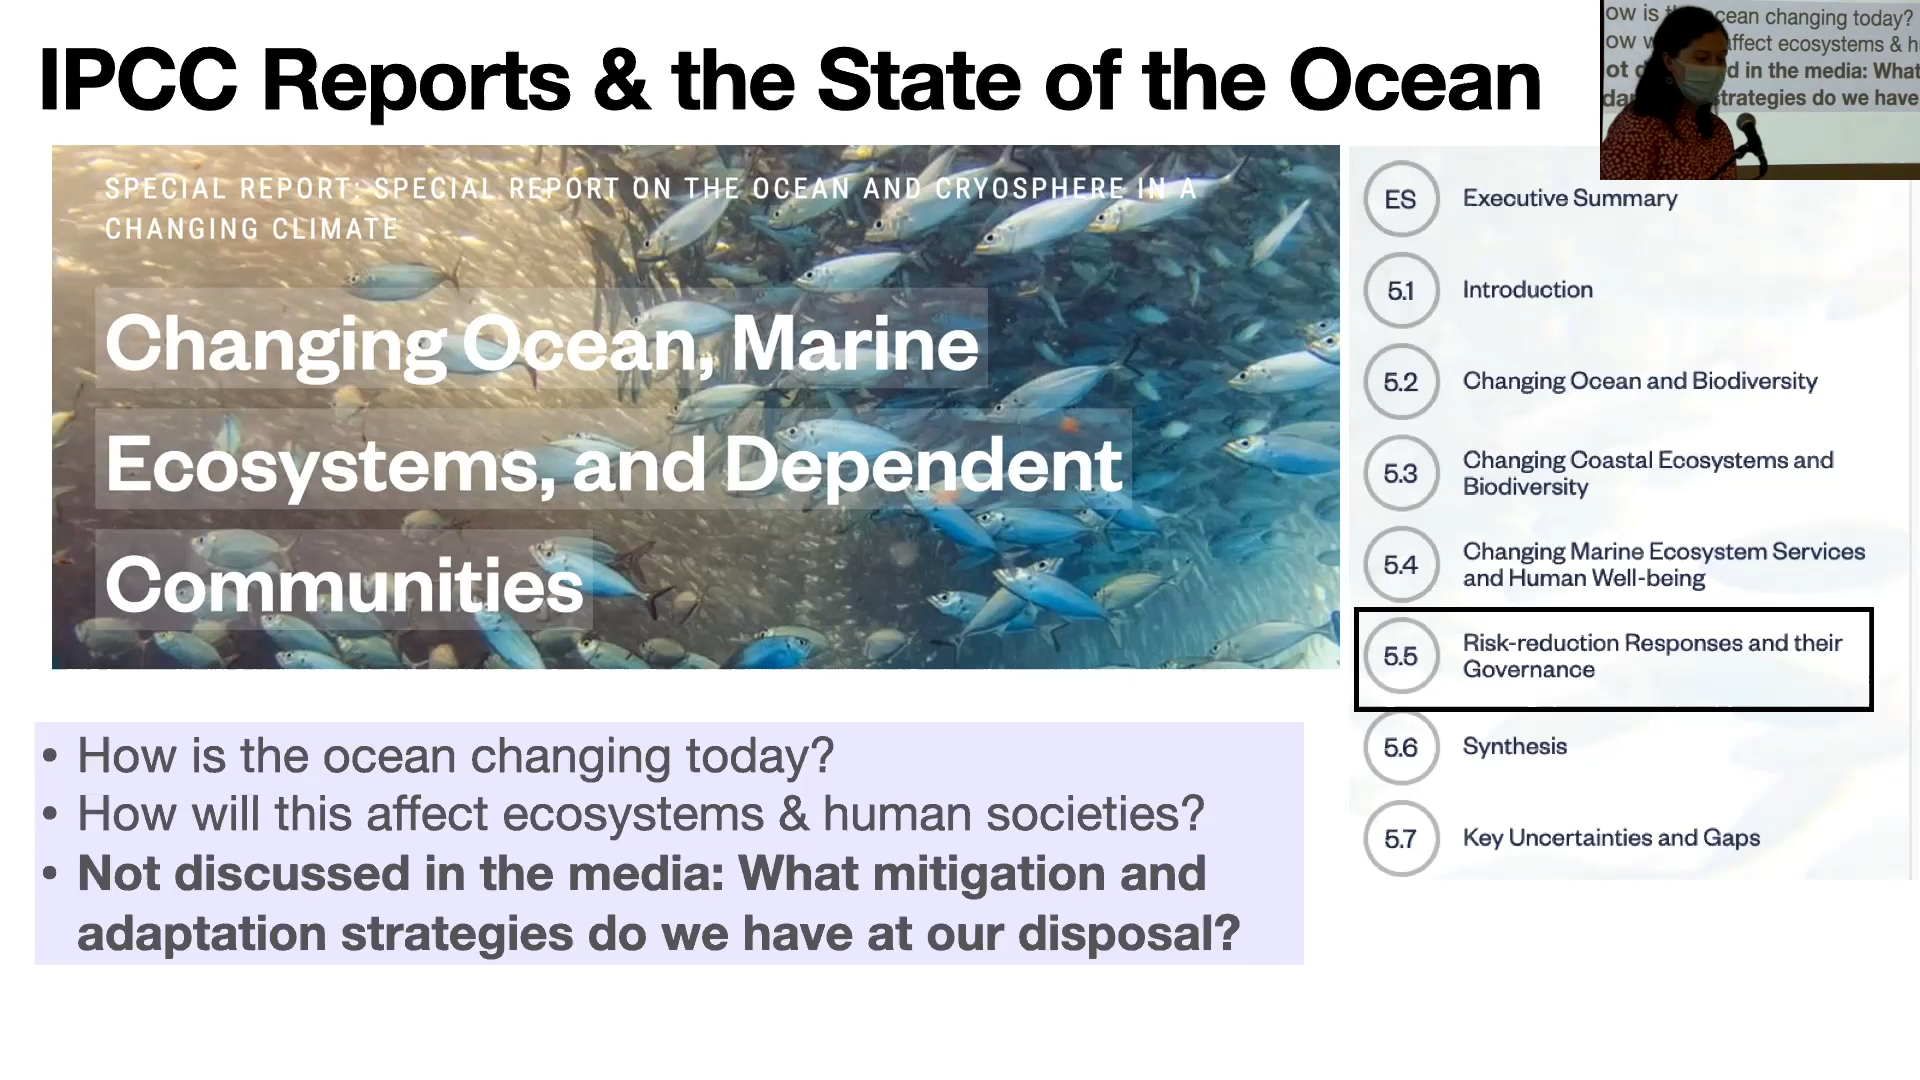 IPCC Reports & the State of the Ocean
SPECIAL REPORT: SPECIAL REPORT ON THE OCEAN AND CRYOSPHERE IN A
CHANGING CLIMATE
Changing Ocean, Marine
Ecosystems, and Dependent
Communities
• How is the ocean changing today?
• How will this affect ecosystems & human societies?
• Not discussed in the media: What mitigation and
adaptation strategies do we have at our disposal?
ES Executive Summary
5.1 Introduction
5.2 Changing Ocean and Biodiversity
5.3 Changing Coastal Ecosystems and
Biodiversity
5.4 Changing Marine Ecosystem Services
and Human Well-being
5.5 Risk-reduction Responses and their
Governance
5.6 Synthesis
5.7 Key Uncertainties and Gaps
ow is cean changing today?
ow ffect ecosystems & h
ot d in the media: What
da trategies do we have